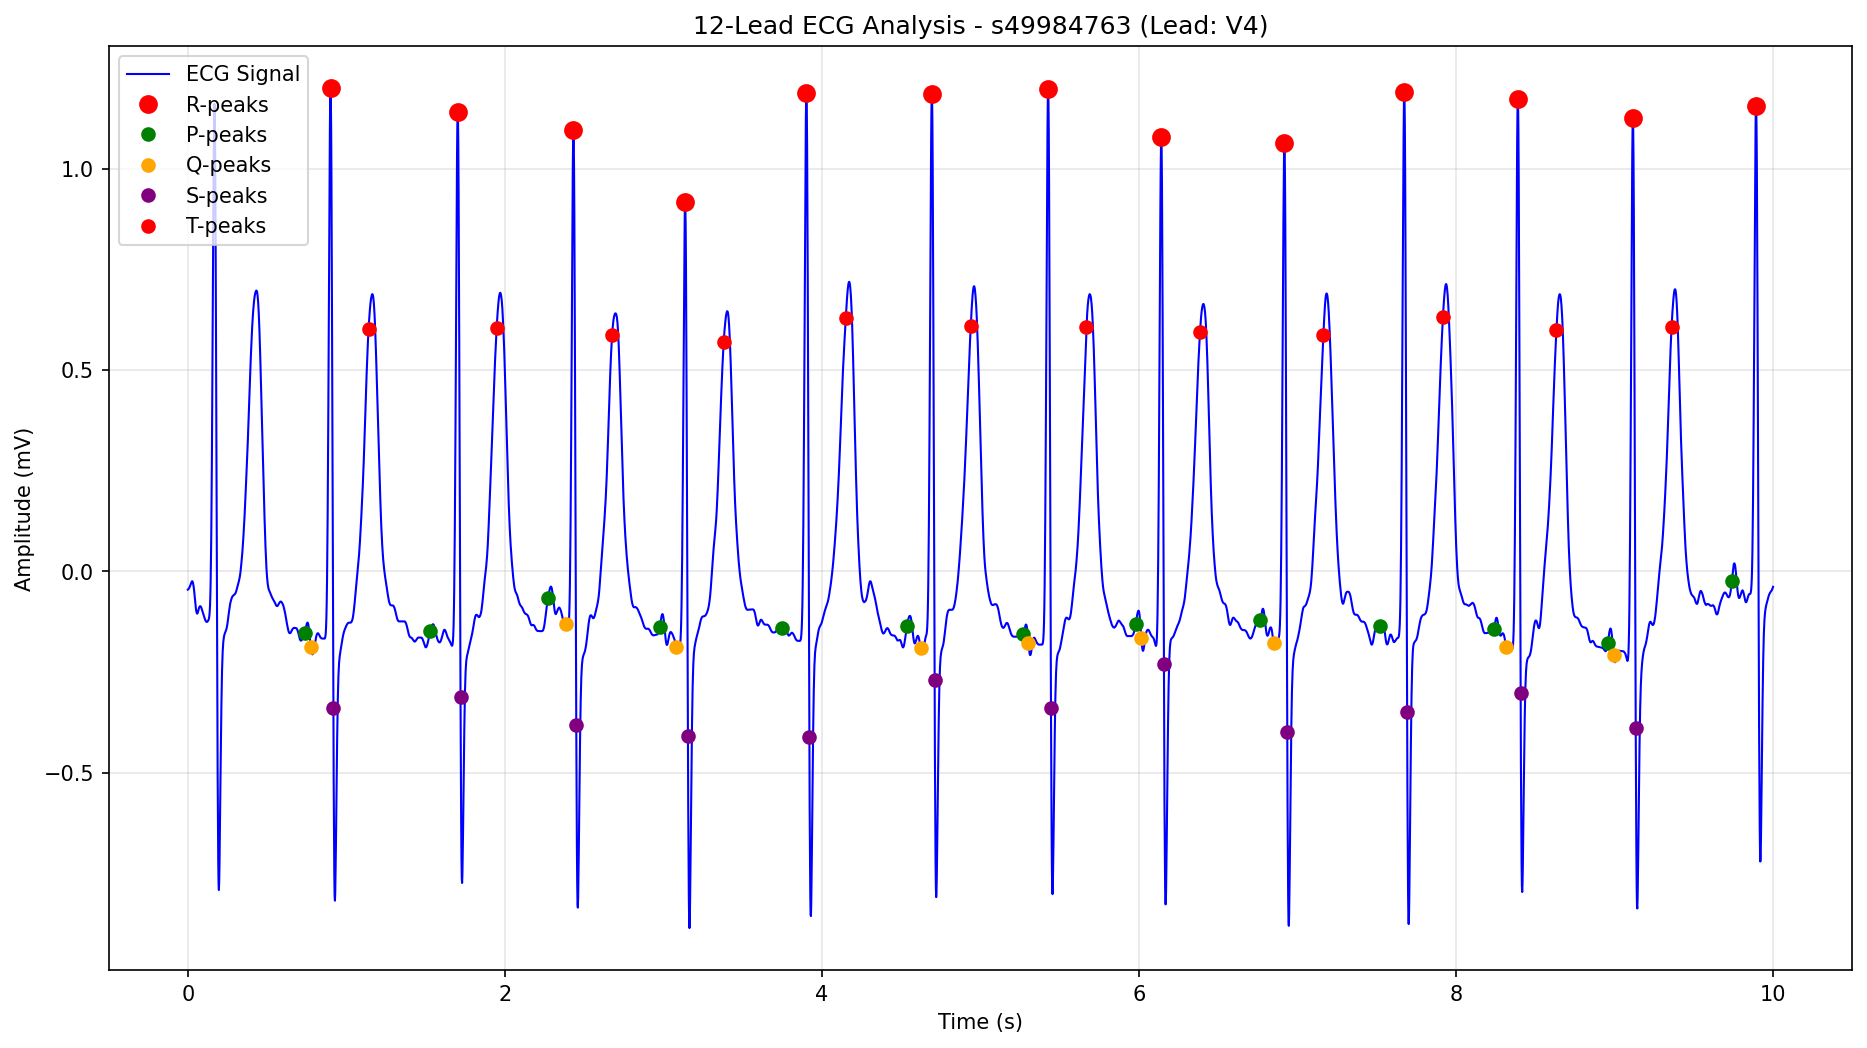 12-Lead ECG Analysis - s49984763 (Lead: V4)
ECG Signal
R-peaks
P-peaks
Q-peaks
S-peaks
T-peaks
1.0
0.5
0.0
−0.5
Amplitude (mV)
0 2 4 6 8 10
Time (s)